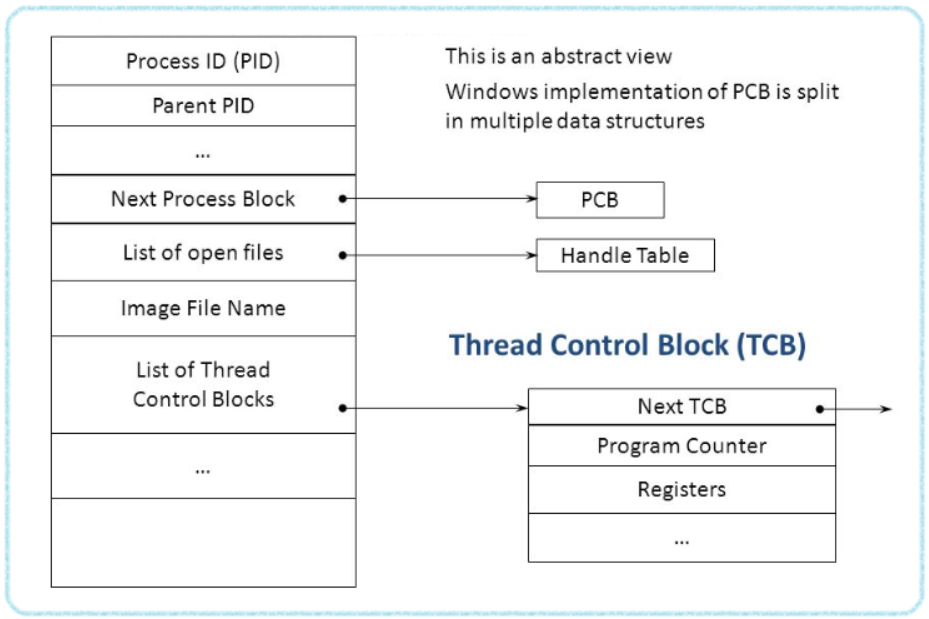 Process ID (PID)
Parent PID
...
Next Process Block
List of open files
Image File Name
List of Thread
Control Blocks
...
This is an abstract view
Windows implementation of PCB is split
in multiple data structures
PCB
Handle Table
Thread Control Block (TCB)
Next TCB
Program Counter
Registers
...